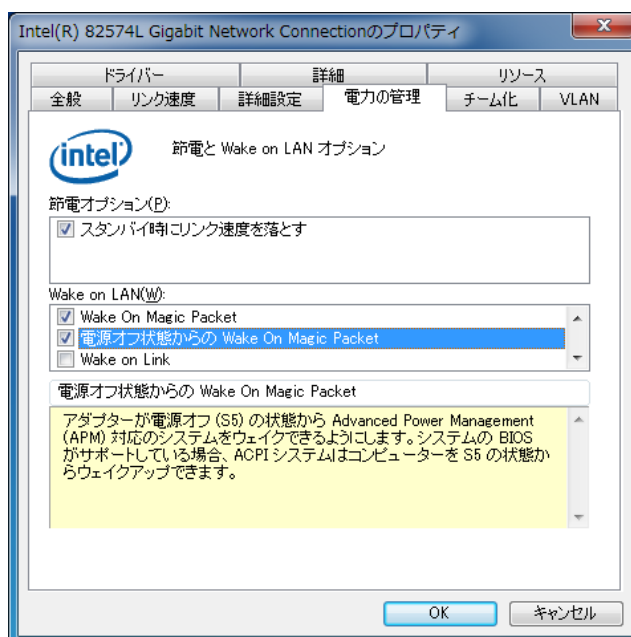 Intel(R) 82574L Gigabit Network Connectionのプロパティ
ドライバー 詳細 リソース
全般 リンク速度 詳細設定 電力の管理 チーム化 VLAN
intel 節電と Wake on LAN オプション
節電オプション(P):
スタンバイ時にリンク速度を落とす
Wake on LAN(W):
Wake On Magic Packet
電源オフ状態からの Wake On Magic Packet
Wake on Link
電源オフ状態からの Wake On Magic Packet
アダプターが電源オフ (S5) の状態から Advanced Power Management
(APM) 対応のシステムをウェイクできるようにします。システムの BIOS
がサポートしている場合、ACPI システムはコンピューターを S5 の状態か
らウェイクアップできます。
OK キャンセル